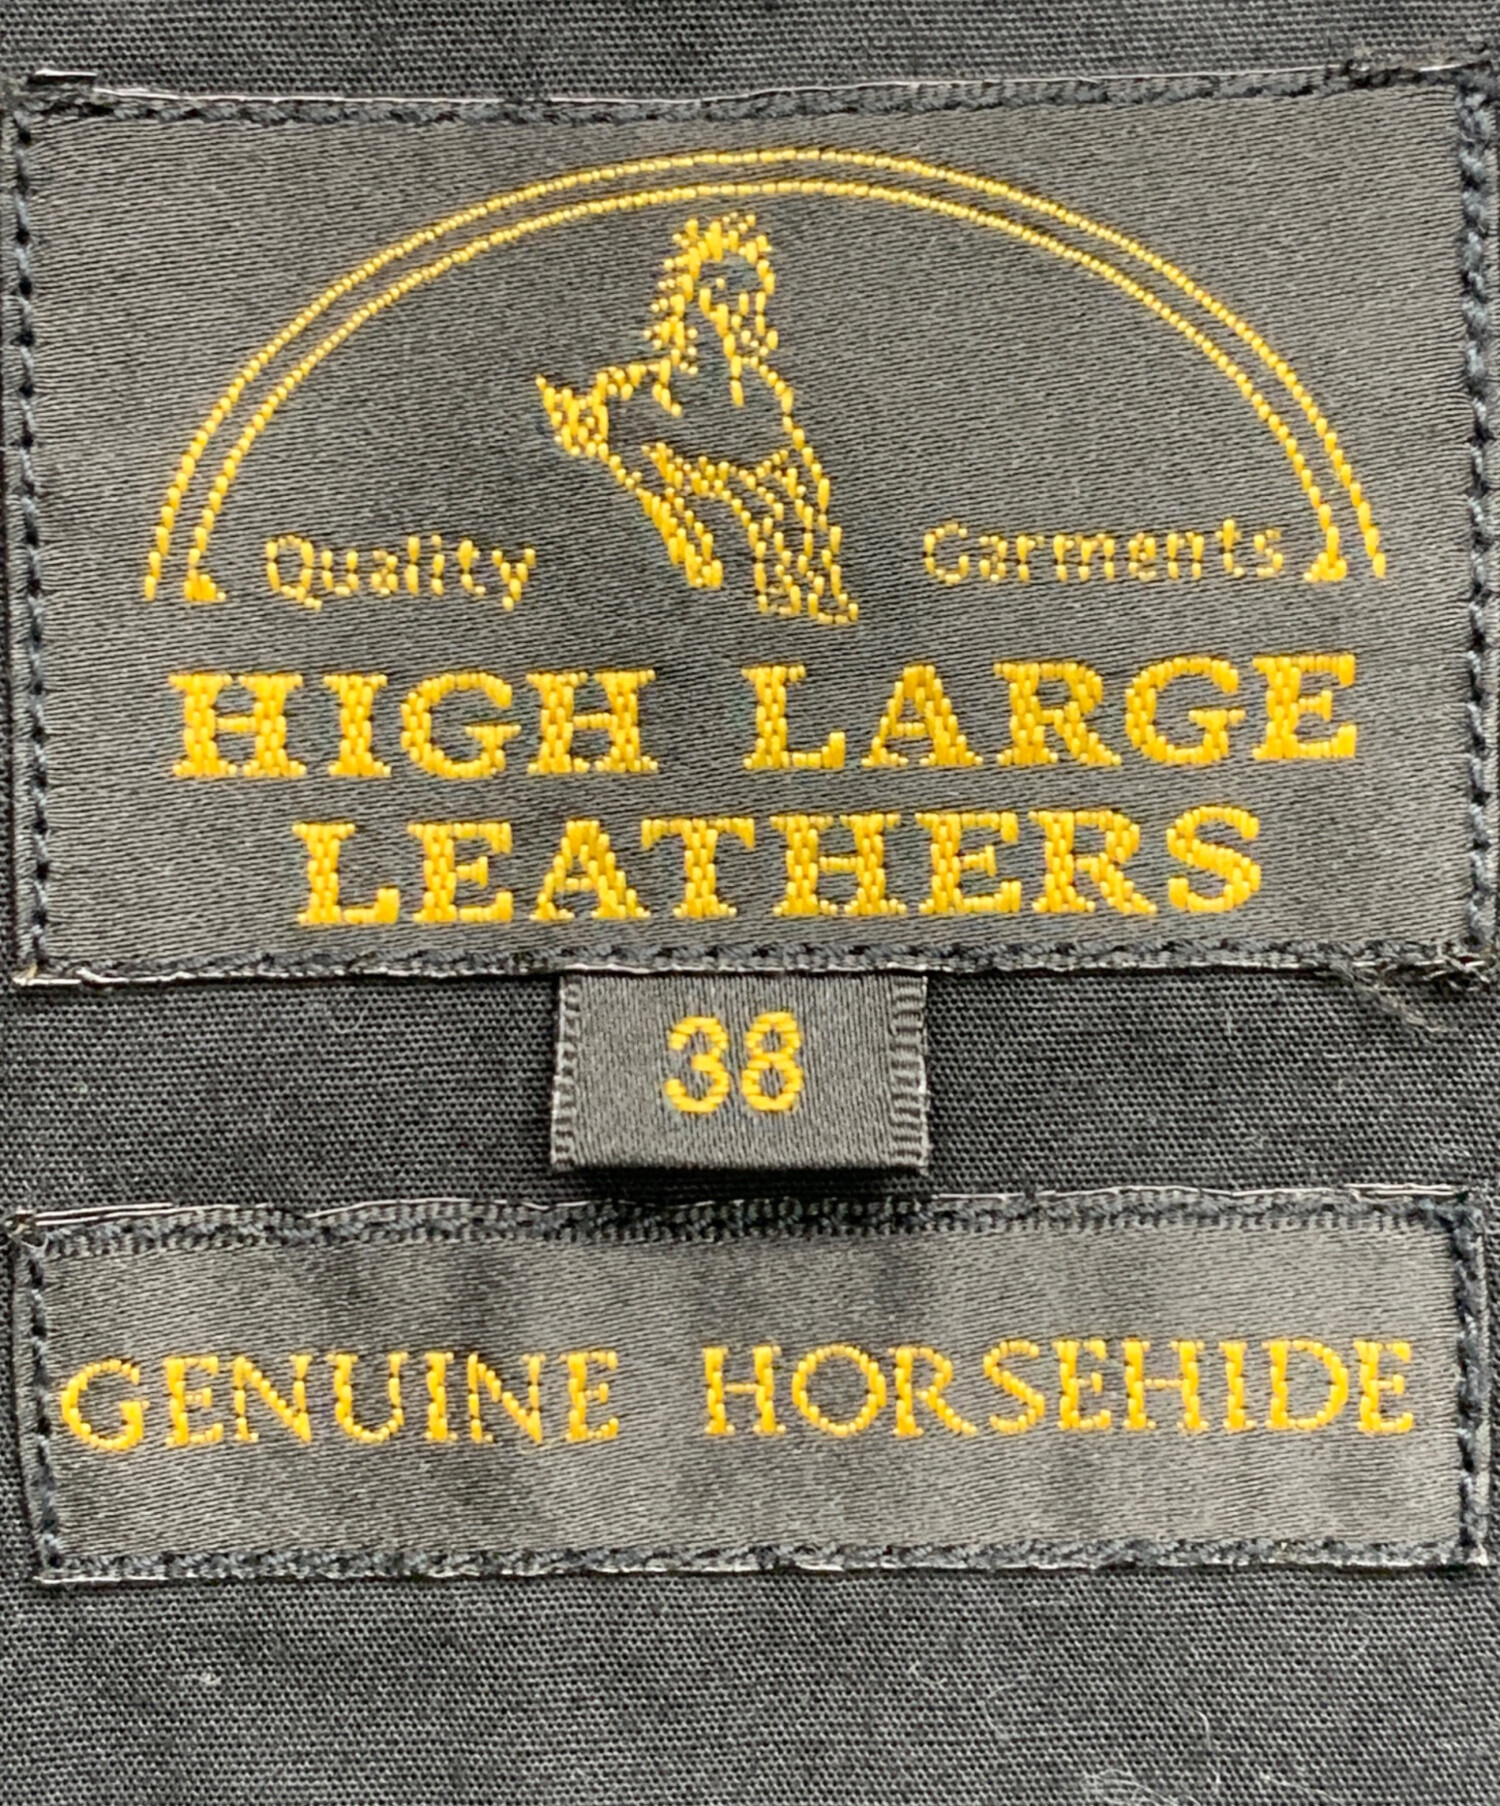 Quality Garments
HIGH LARGE
LEATHERS
38
GENUINE HORSEHIDE